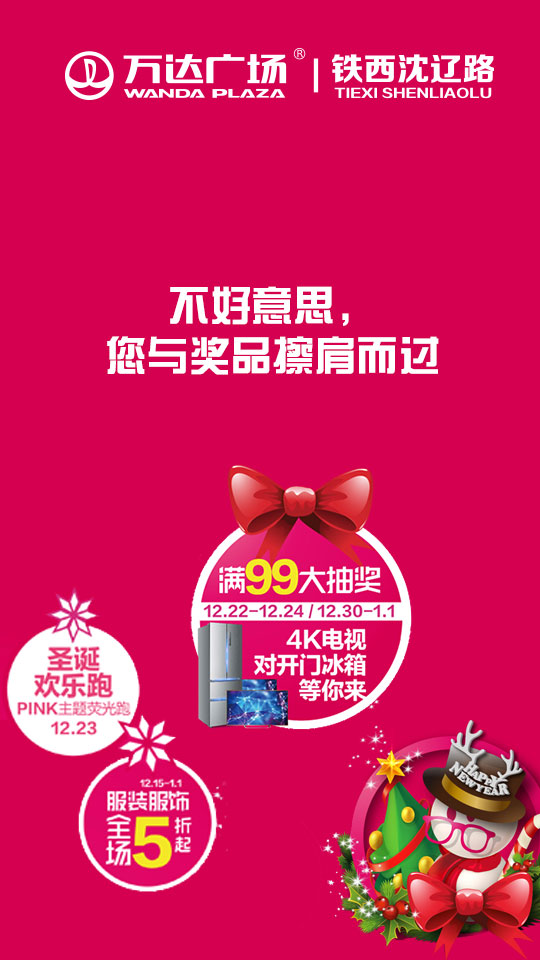 万达广场® | 铁西沈辽路
WANDA PLAZA TIEXI SHENLIAOLU
不好意思，
您与奖品擦肩而过
满99大抽奖
12.22-12.24 / 12.30-1.1
4K电视
对开门冰箱
等你来
圣诞
欢乐跑
PINK主题荧光跑
12.23
12.15-1.1
服装服饰
全场5折起
HAPPY
NEW YEAR